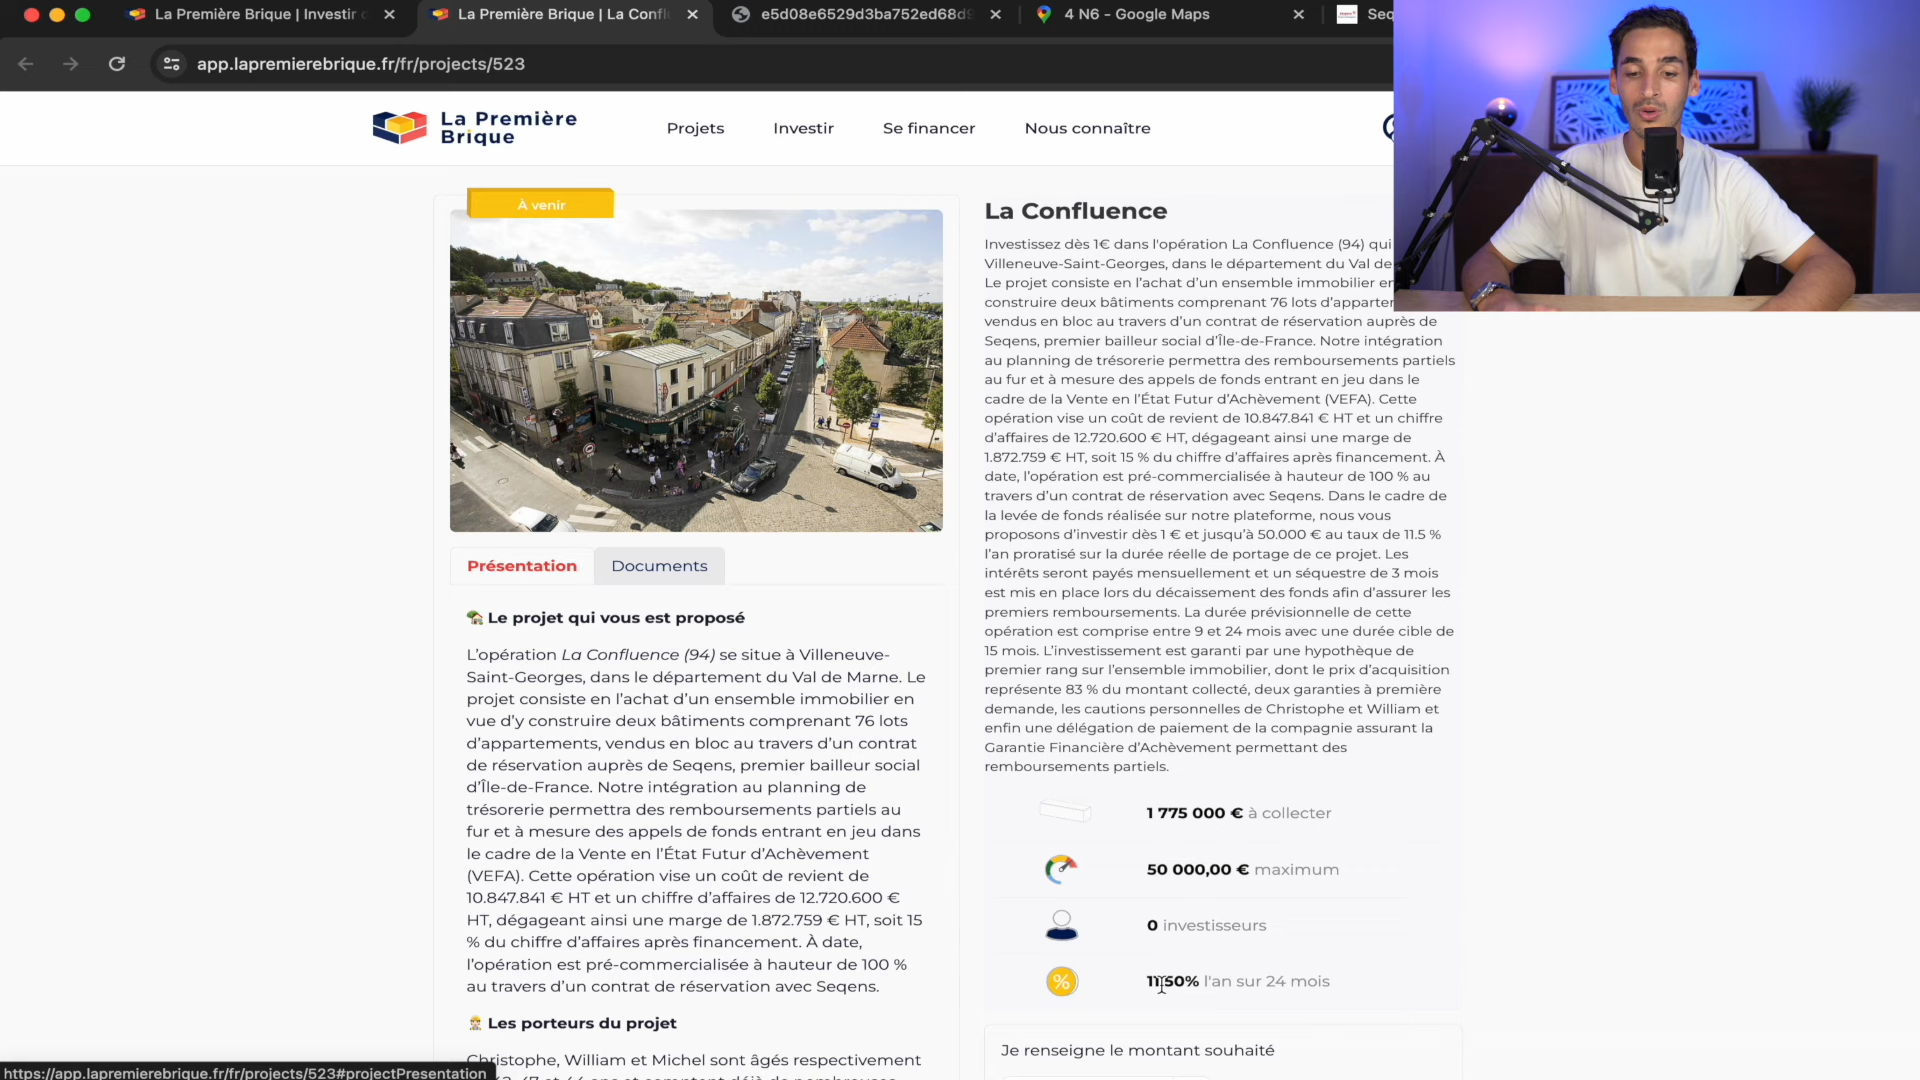 La Première Brique | Investir
La Première Brique | La Confl
e5d08e6529d3ba752ed68d9
4 N6 - Google Maps
Seq
app.lapremierebrique.fr/fr/projects/523
La Première
Brique
Projets
Investir
Se financer
Nous connaître
À venir
La Confluence
Investissez dès 1€ dans l'opération La Confluence (94) qui
Villeneuve-Saint-Georges, dans le département du Val de
Le projet consiste en l'achat d'un ensemble immobilier en
construire deux bâtiments comprenant 76 lots d'apparte
vendus en bloc au travers d'un contrat de réservation auprès de
Seqens, premier bailleur social d'Île-de-France. Notre intégration
au planning de trésorerie permettra des remboursements partiels
au fur et à mesure des appels de fonds entrant en jeu dans le
cadre de la Vente en l'État Futur d'Achèvement (VEFA). Cette
opération vise un coût de revient de 10.847.841 € HT et un chiffre
d'affaires de 12.720.600 € HT, dégageant ainsi une marge de
1.872.759 € HT, soit 15 % du chiffre d'affaires après financement. À
date, l'opération est pré-commercialisée à hauteur de 100 % au
travers d'un contrat de réservation avec Seqens. Dans le cadre de
la levée de fonds réalisée sur notre plateforme, nous vous
proposons d'investir dès 1 € et jusqu'à 50.000 € au taux de 11.5 %
l'an proratisé sur la durée réelle de portage de ce projet. Les
intérêts seront payés mensuellement et un séquestre de 3 mois
est mis en place lors du décaissement des fonds afin d'assurer les
premiers remboursements. La durée prévisionnelle de cette
opération est comprise entre 9 et 24 mois avec une durée cible de
15 mois. L'investissement est garanti par une hypothèque de
premier rang sur l'ensemble immobilier, dont le prix d'acquisition
représente 83 % du montant collecté, deux garanties à première
demande, les cautions personnelles de Christophe et William et
enfin une délégation de paiement de la compagnie assurant la
Garantie Financière d'Achèvement permettant des
remboursements partiels.
1 775 000 € à collecter
50 000,00 € maximum
0 investisseurs
11,50% l'an sur 24 mois
Je renseigne le montant souhaité
Présentation
Documents
Le projet qui vous est proposé
L'opération La Confluence (94) se situe à Villeneuve-
Saint-Georges, dans le département du Val de Marne. Le
projet consiste en l'achat d'un ensemble immobilier en
vue d'y construire deux bâtiments comprenant 76 lots
d'appartements, vendus en bloc au travers d'un contrat
de réservation auprès de Seqens, premier bailleur social
d'Île-de-France. Notre intégration au planning de
trésorerie permettra des remboursements partiels au
fur et à mesure des appels de fonds entrant en jeu dans
le cadre de la Vente en l'État Futur d'Achèvement
(VEFA). Cette opération vise un coût de revient de
10.847.841 € HT et un chiffre d'affaires de 12.720.600 €
HT, dégageant ainsi une marge de 1.872.759 € HT, soit 15
% du chiffre d'affaires après financement. À date,
l'opération est pré-commercialisée à hauteur de 100 %
au travers d'un contrat de réservation avec Seqens.
Les porteurs du projet
Christophe, William et Michel sont âgés respectivement
https://app.lapremierebrique.fr/fr/projects/523#projectPresentation